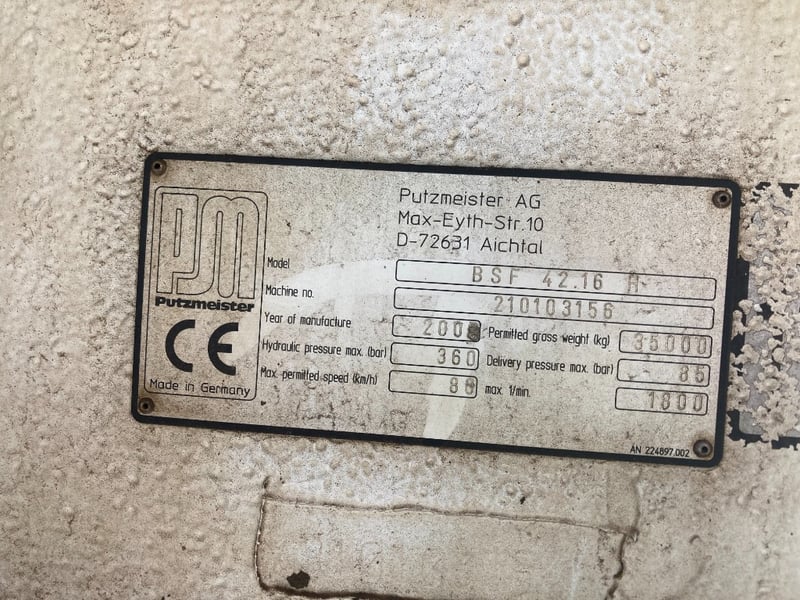 PM
Putzmeister
CE
Made in Germany
Putzmeister AG
Max-Eyth-Str.10
D-72631 Aichtal
Model BSF 42.16 H
Machine no. 210103156
Year of manufacture Permitted gross weight (kg) 35000
Hydraulic pressure max. (bar) 360 Delivery pressure max. (bar) 85
Max. permitted speed (km/h) 80 max. 1/min. 1800
AN 224897.002